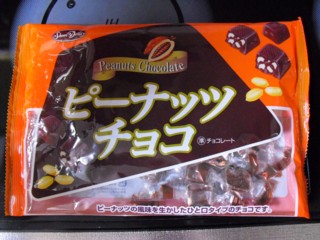 Peanuts Chocolate
ピーナッツ
チョコ
準チョコレート
ピーナッツの風味を生かしたひと口タイプのチョコです。